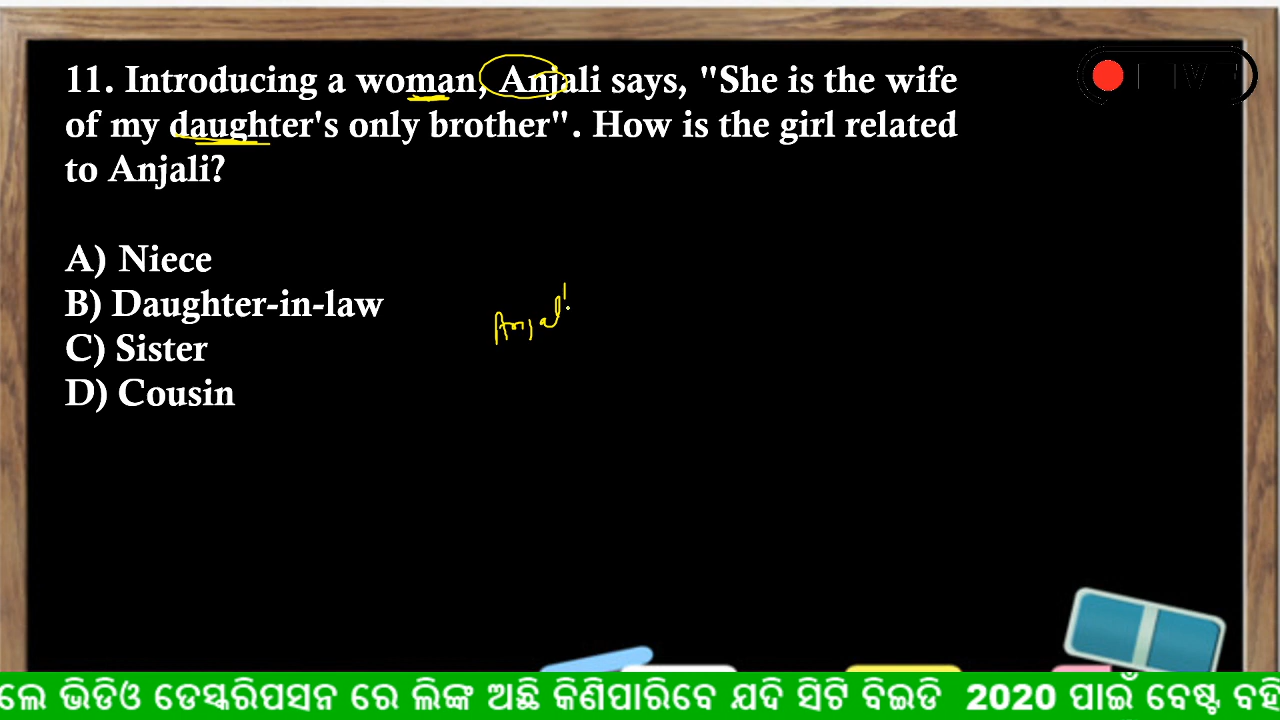 11. Introducing a woman, Anjali says, "She is the wife
of my daughter's only brother". How is the girl related
to Anjali?
A) Niece
B) Daughter-in-law
C) Sister
D) Cousin
Anjali
ଲେ ଭିଡିଓ ଡେସ୍କରିପସନ ରେ ଲିଙ୍କ ଅଛି କିଣିପାରିବେ ଯଦି ସିଟି ବିଇଡି 2020 ପାଇଁ ବେଷ୍ଟ ବହି